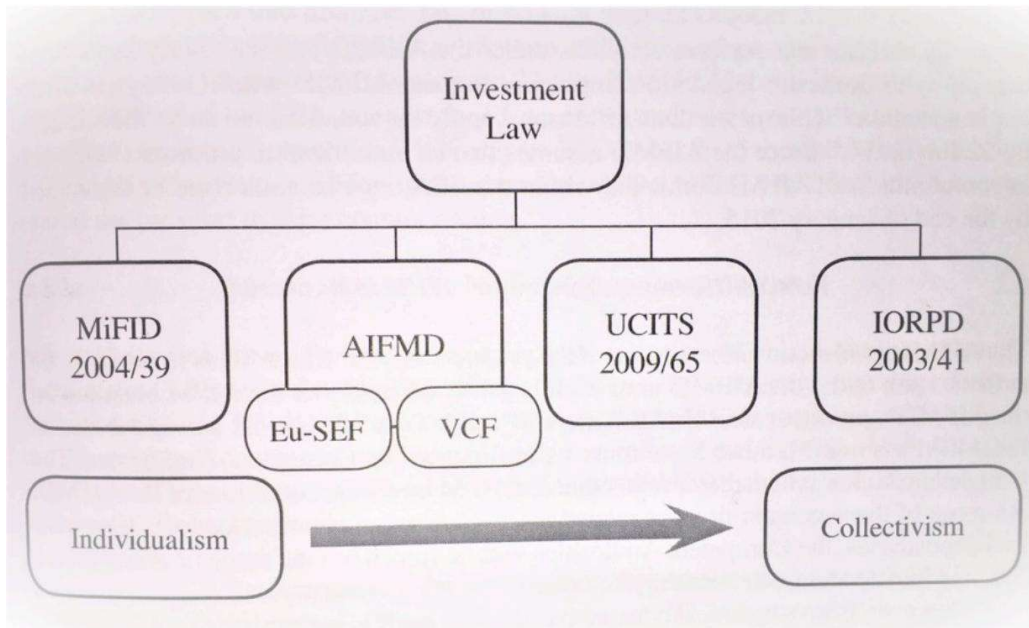 Investment
Law
MiFID
2004/39
AIFMD
UCITS
2009/65
IORPD
2003/41
Eu-SEF
VCF
Individualism
Collectivism